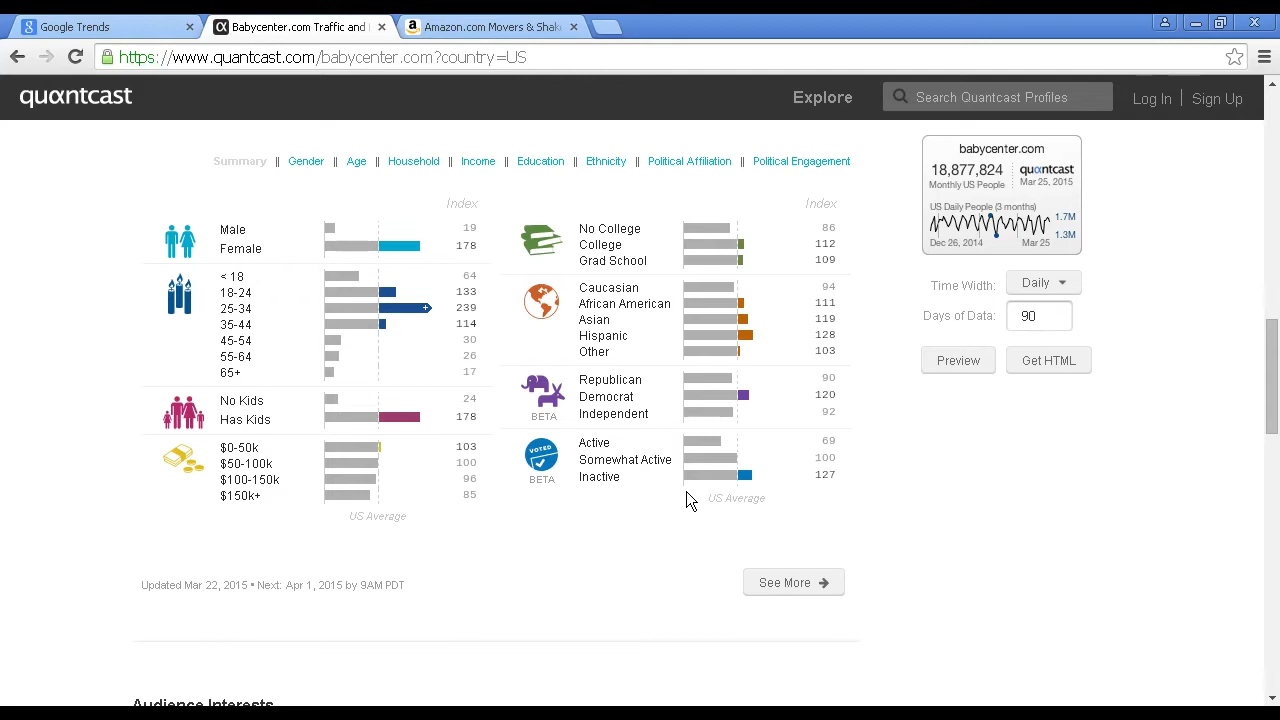 Google Trends
Babycenter.com Traffic and
Amazon.com Movers & Shak
https://www.quantcast.com/babycenter.com?country=US
quantcast
Explore
Search Quantcast Profiles
Log In | Sign Up
Summary || Gender || Age || Household || Income || Education || Ethnicity || Political Affiliation || Political Engagement
Index
Male 19
Female 178
< 18 64
18-24 133
25-34 239
35-44 114
45-54 30
55-64 26
65+ 17
No Kids 24
Has Kids 178
$0-50k 103
$50-100k 100
$100-150k 96
$150k+ 85
US Average
Index
No College 86
College 112
Grad School 109
Caucasian 94
African American 111
Asian 119
Hispanic 128
Other 103
Republican 90
Democrat 120
Independent 92
BETA
Active 69
Somewhat Active 100
Inactive 127
VOTED
BETA
US Average
babycenter.com
18,877,824
Monthly US People
quantcast
Mar 25, 2015
US Daily People (3 months)
1.7M
1.3M
Dec 26, 2014
Mar 25
Time Width: Daily
Days of Data: 90
Preview
Get HTML
Updated Mar 22, 2015 • Next: Apr 1, 2015 by 9AM PDT
See More
Audience Interests